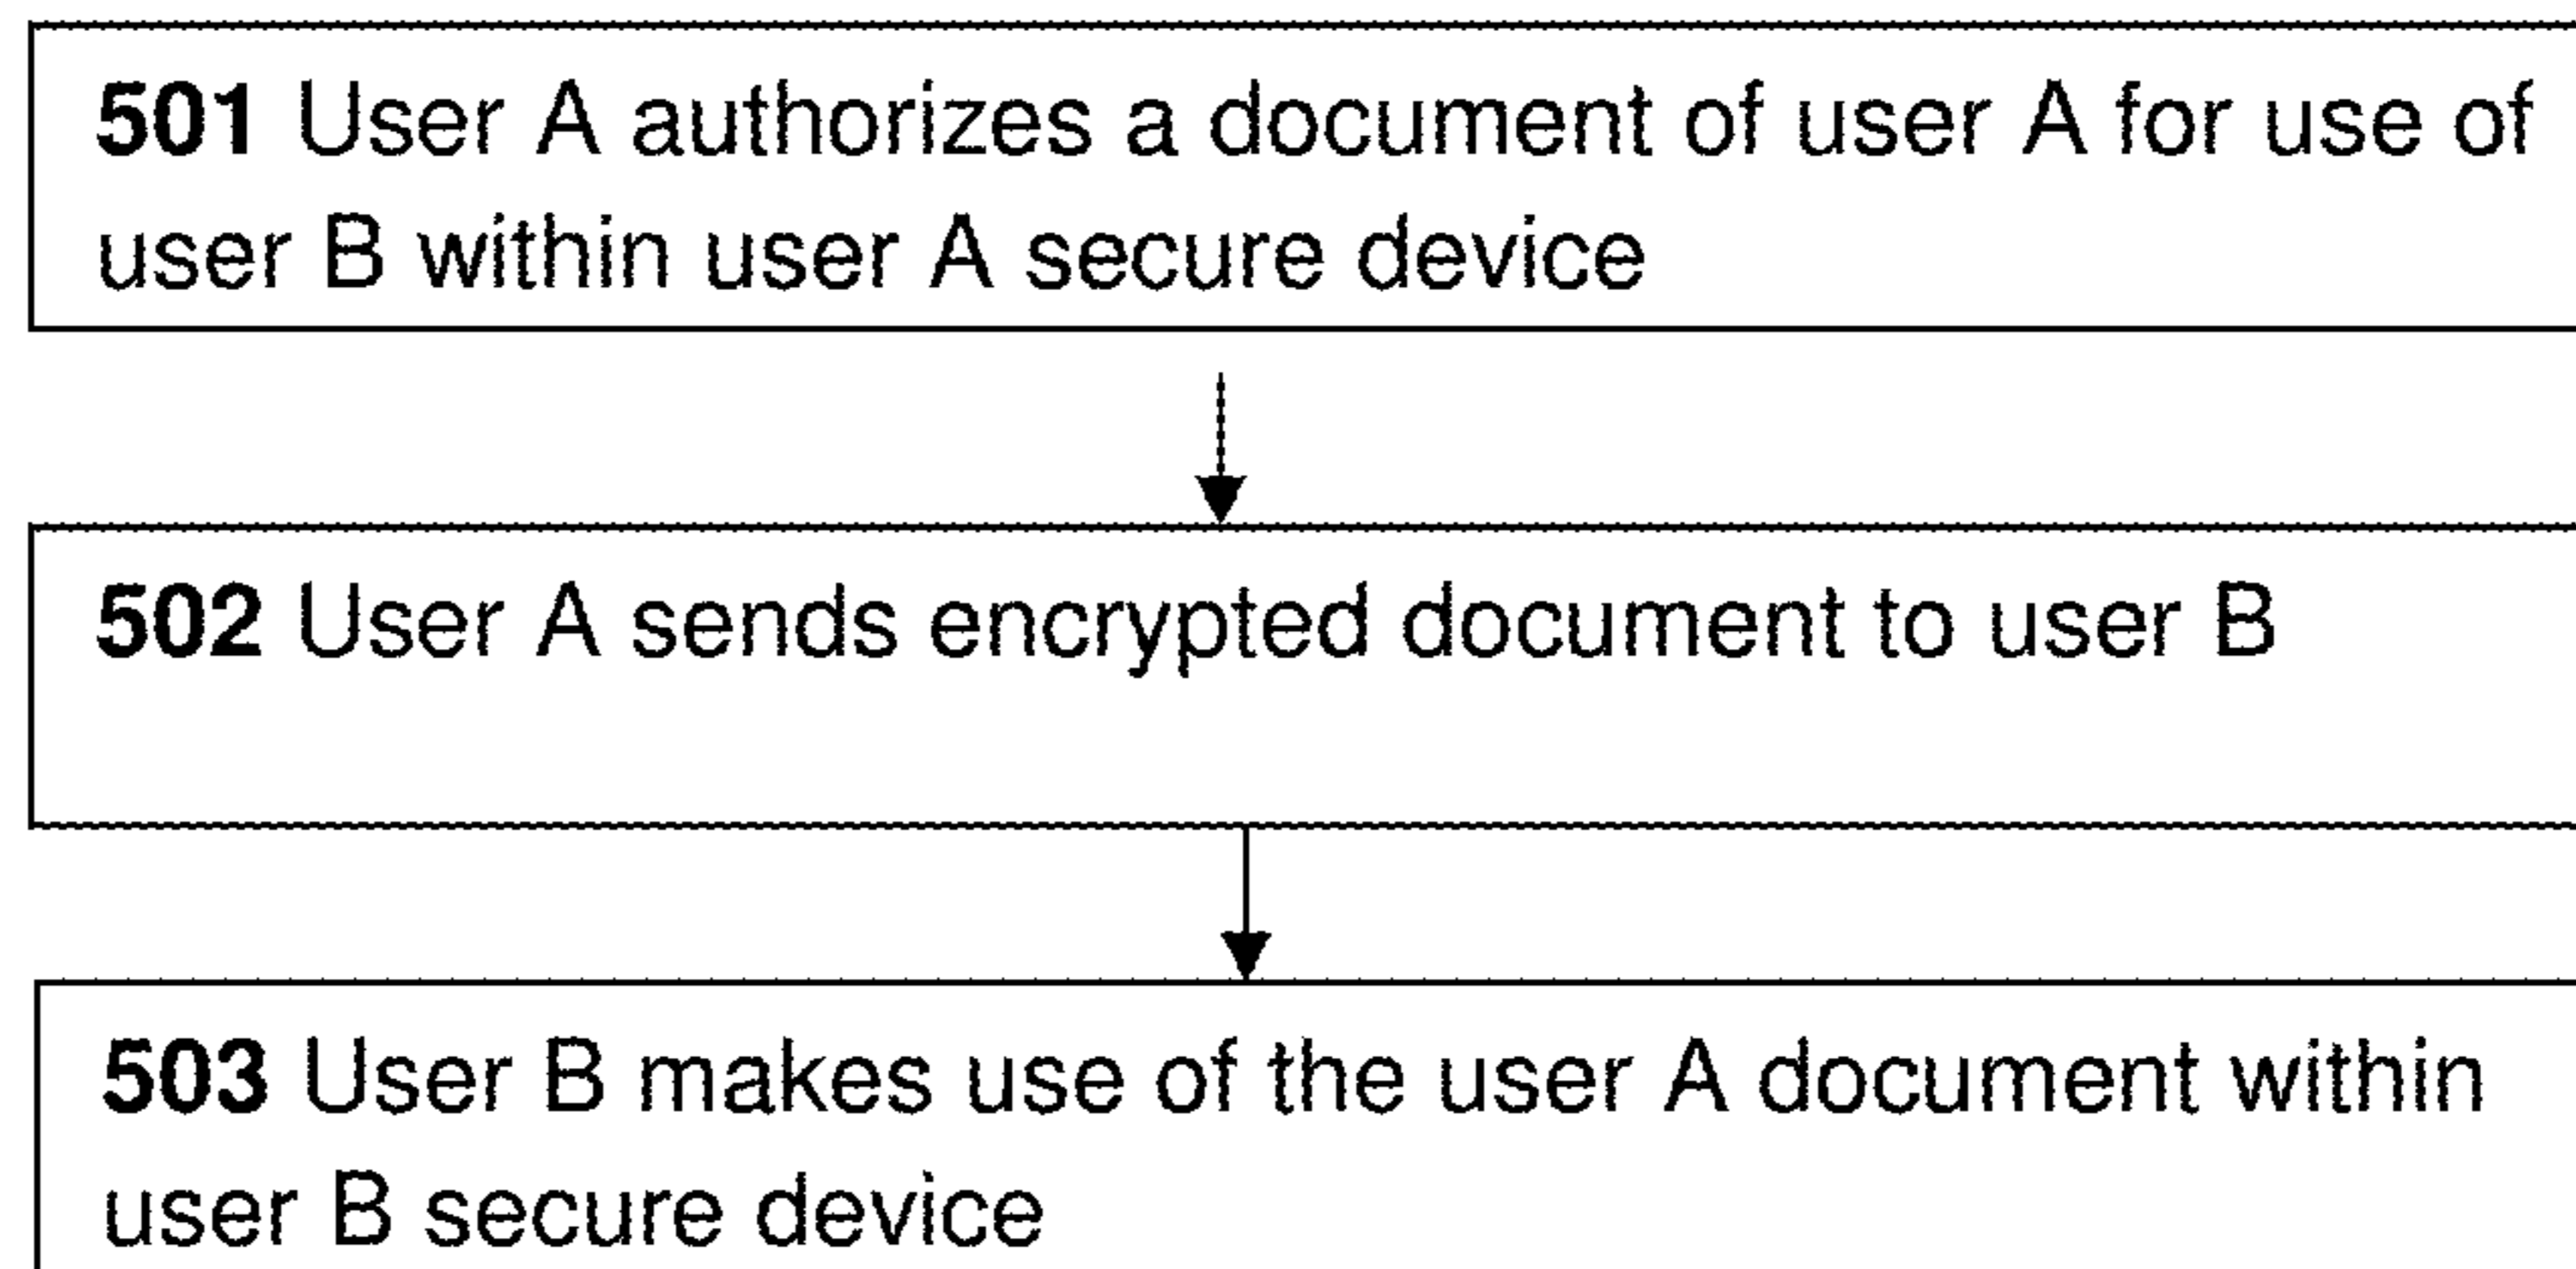 501 User A authorizes a document of user A for use of
user B within user A secure device
502 User A sends encrypted document to user B
503 User B makes use of the user A document within
user B secure device